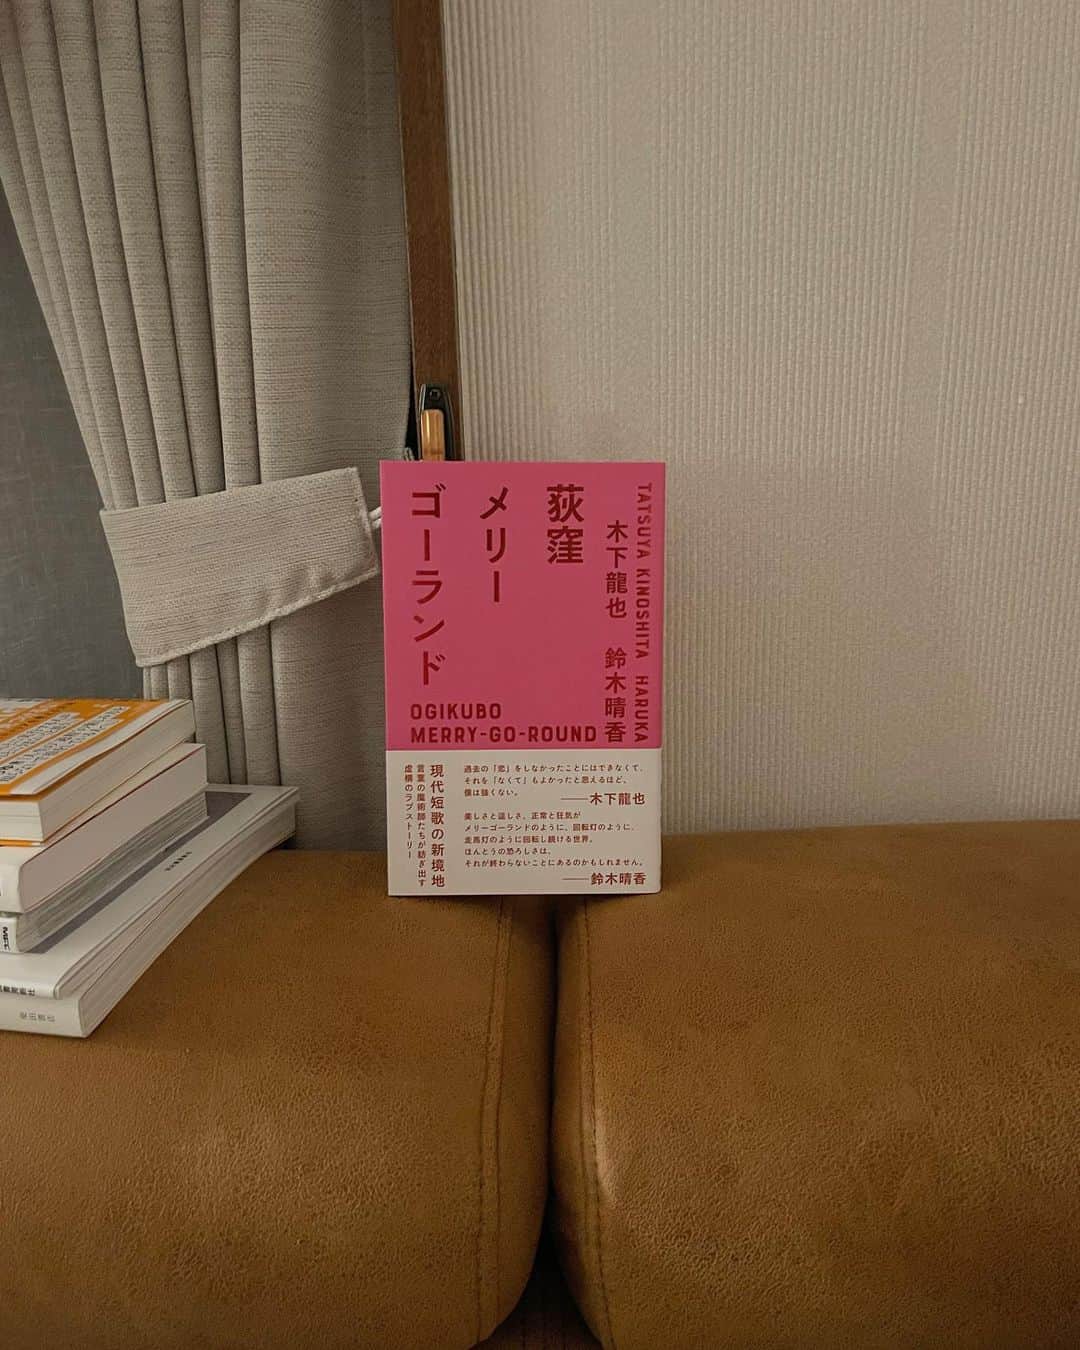 荻窪
メリー
ゴーランド
木下龍也　鈴木晴香
TATSUYA KINOSHITA HARUKA
OGIKUBO
MERRY-GO-ROUND
現代短歌の新境地
言葉の魔術師たちが紡ぎ出す
虚構のラブストーリー
過去の「恋」をしなかったことにはできなくて、
それを「なくて」もよかったと思えるほど、
僕は強くない。
――木下龍也
美しさと逞しさ、正常と狂気が
メリーゴーランドのように、回転灯のように、
走馬灯のように回転し続ける世界。
ほんとうの恐ろしさは、
それが終わらないことにあるのかもしれません。
――鈴木晴香